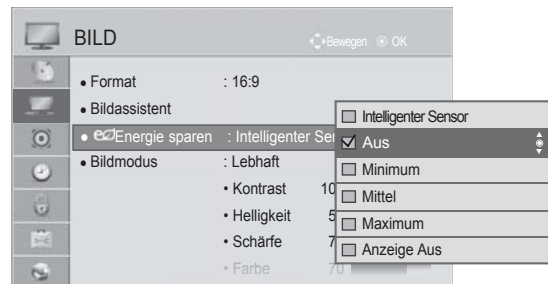 BILD
Bewegen OK
• Format : 16:9
• Bildassistent
• Energie sparen : Intelligenter Ser
• Bildmodus : Lebhaft
• Kontrast 10
• Helligkeit 5
• Schärfe 7
• Farbe 70
Intelligenter Sensor
Aus
Minimum
Mittel
Maximum
Anzeige Aus